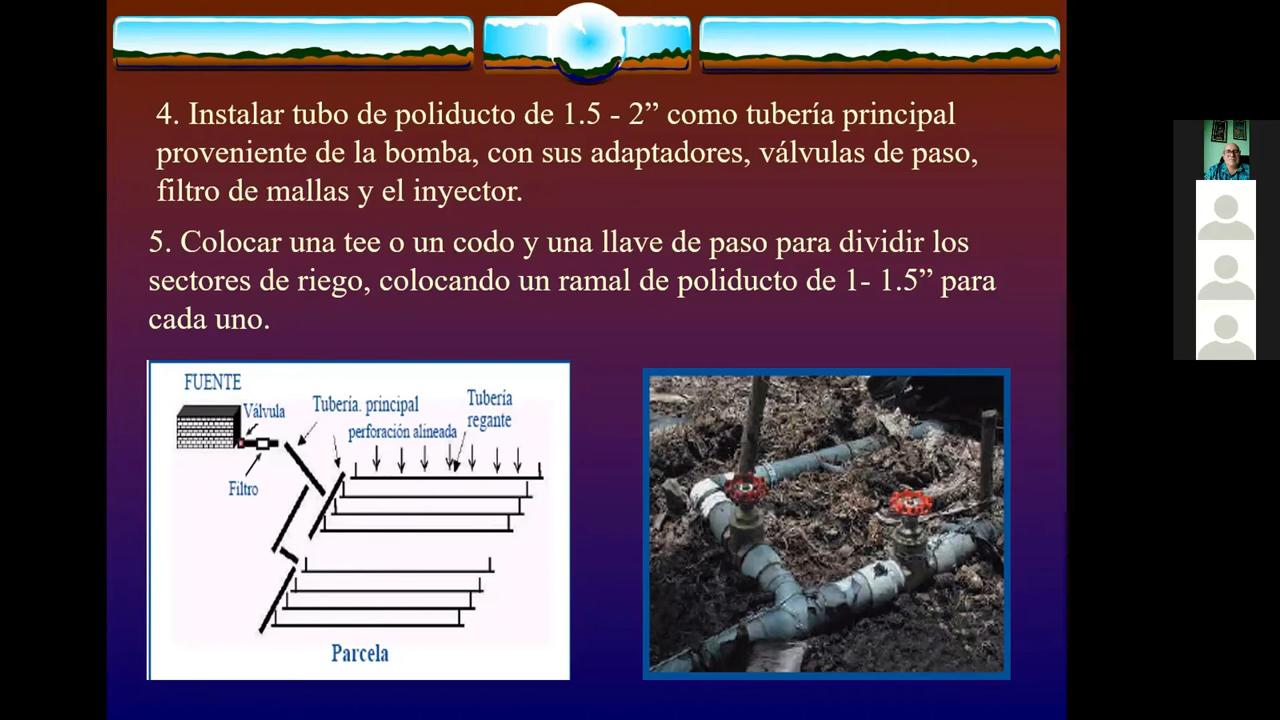 4. Instalar tubo de poliducto de 1.5 - 2” como tubería principal
proveniente de la bomba, con sus adaptadores, válvulas de paso,
filtro de mallas y el inyector.
5. Colocar una tee o un codo y una llave de paso para dividir los
sectores de riego, colocando un ramal de poliducto de 1- 1.5” para
cada uno.
FUENTE
Válvula
Tubería. principal
Tubería
regante
perforación alineada
Filtro
Parcela